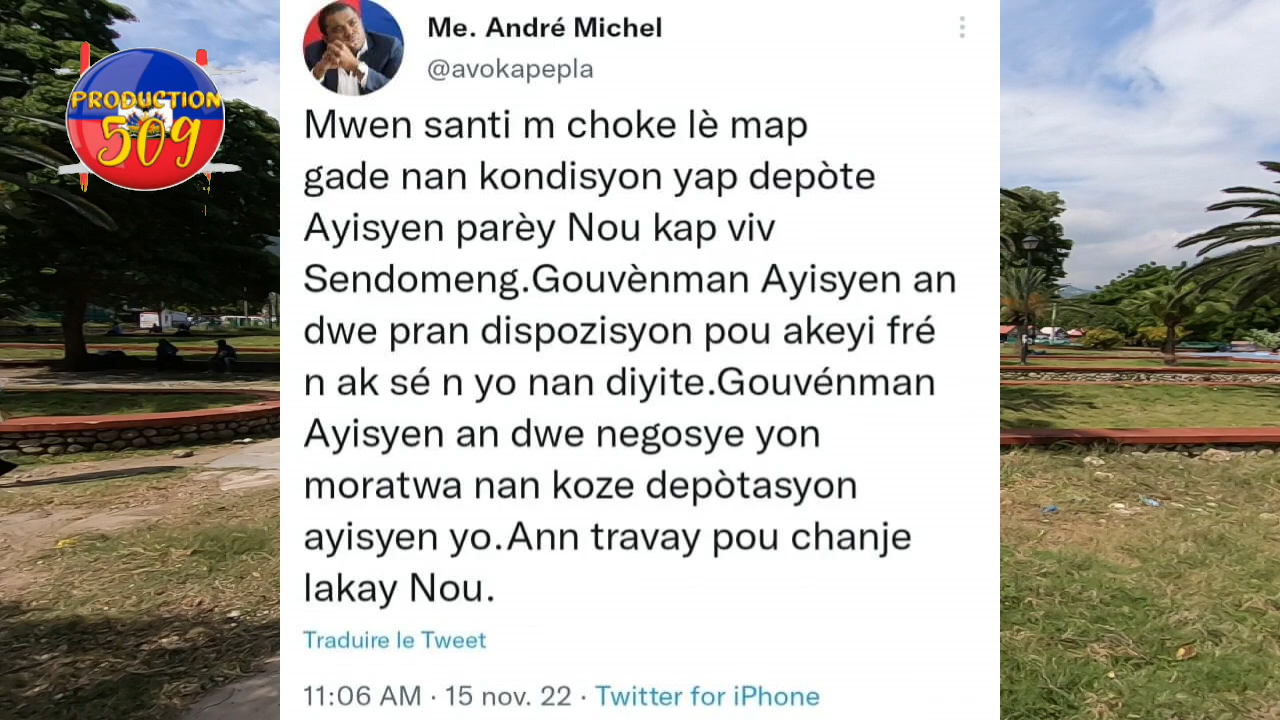 PRODUCTION
509
Me. André Michel
@avokapepla
Mwen santi m choke lè map
gade nan kondisyon yap depòte
Ayisyen parèy Nou kap viv
Sendomeng.Gouvènman Ayisyen an
dwe pran dispozisyon pou akeyi fré
n ak sé n yo nan diyite.Gouvénman
Ayisyen an dwe negosye yon
moratwa nan koze depòtasyon
ayisyen yo.Ann travay pou chanje
lakay Nou.
Traduire le Tweet
11:06 AM · 15 nov. 22 · Twitter for iPhone